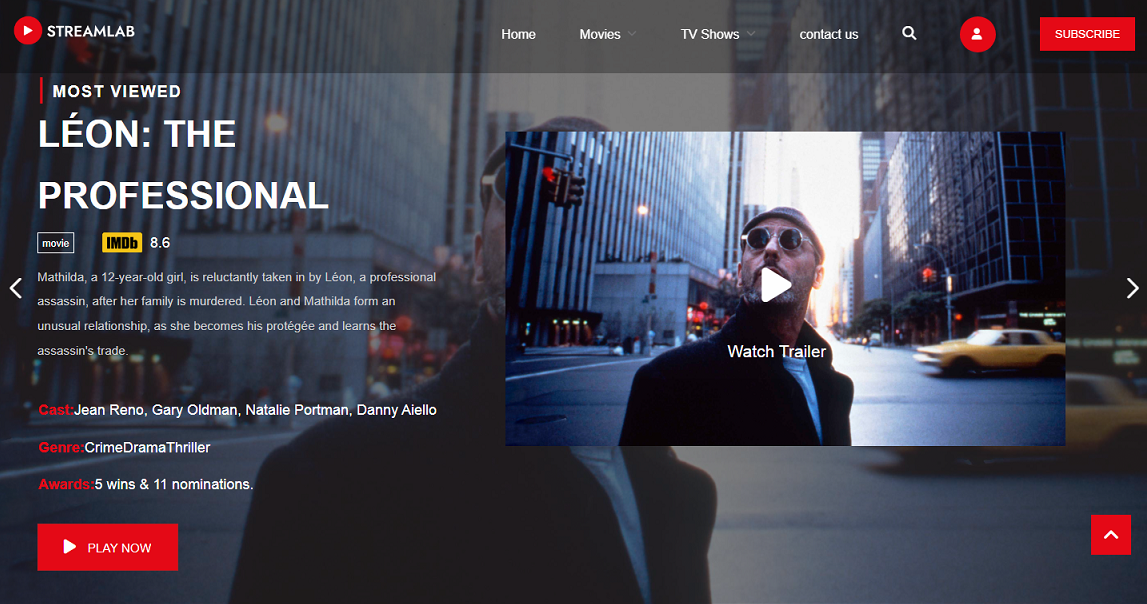 STREAMLAB
Home Movies TV Shows contact us SUBSCRIBE
MOST VIEWED
LÉON: THE
PROFESSIONAL
movie IMDb 8.6
Mathilda, a 12-year-old girl, is reluctantly taken in by Léon, a professional
assassin, after her family is murdered. Léon and Mathilda form an
unusual relationship, as she becomes his protégée and learns the
assassin's trade.
Cast:Jean Reno, Gary Oldman, Natalie Portman, Danny Aiello
Genre:CrimeDramaThriller
Awards:5 wins & 11 nominations.
PLAY NOW
Watch Trailer